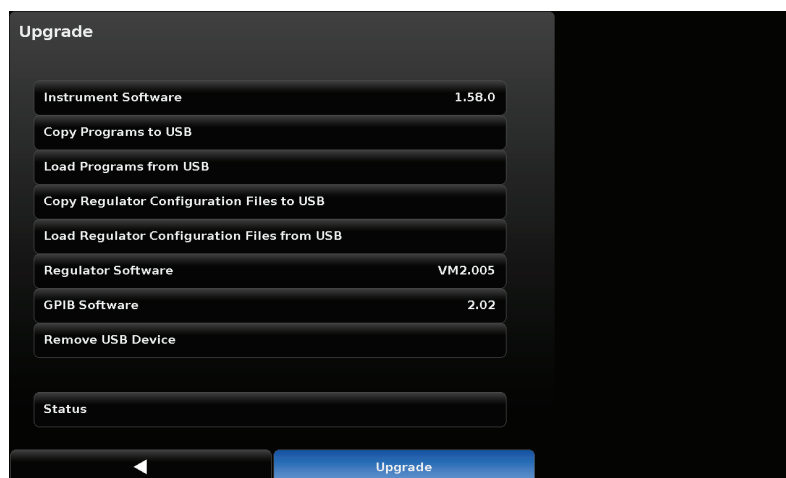 Upgrade
Instrument Software 1.58.0
Copy Programs to USB
Load Programs from USB
Copy Regulator Configuration Files to USB
Load Regulator Configuration Files from USB
Regulator Software VM2.005
GPIB Software 2.02
Remove USB Device
Status
Upgrade